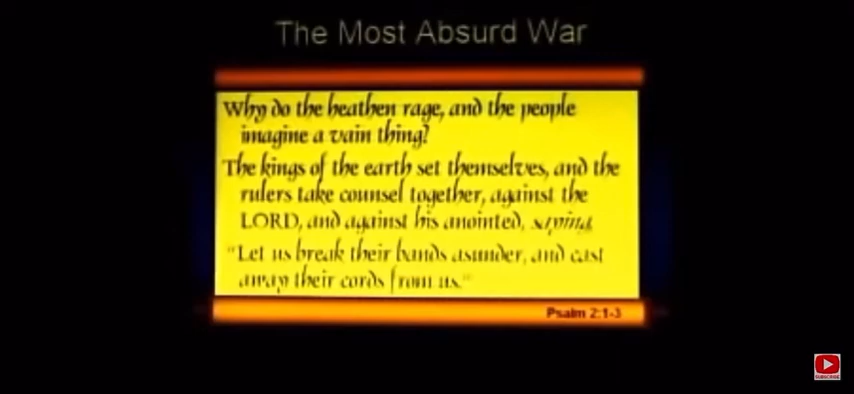 The Most Absurd War
Why do the heathen rage, and the people
imagine a vain thing?
The kings of the earth set themselves, and the
rulers take counsel together, against the
LORD, and against his anointed, saying,
"Let us break their bands asunder, and cast
away their cords from us."
Psalm 2:1-3
SUBSCRIBE